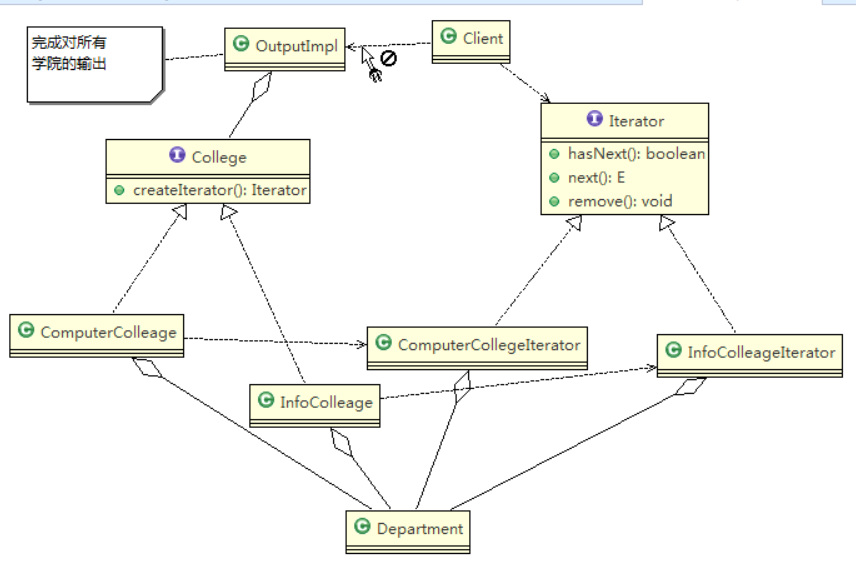 完成对所有
学院的输出
OutputImpl
Client
College
createIterator(): Iterator
Iterator
hasNext(): boolean
next(): E
remove(): void
ComputerColleage
ComputerCollegeIterator
InfoColleageIterator
InfoColleage
Department